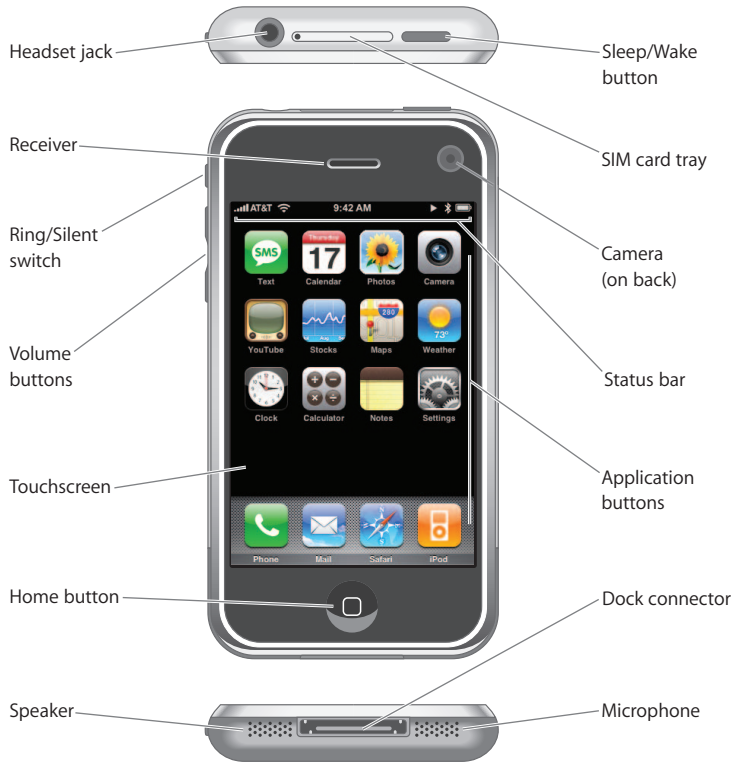 Headset jack
Sleep/Wake
button
Receiver
SIM card tray
AT&T 9:42 AM
Ring/Silent
switch
Camera
(on back)
SMS
Thursday
17
Text Calendar Photos Camera
280
73°
YouTube Stocks Maps Weather
Volume
buttons
Status bar
Clock Calculator Notes Settings
Touchscreen
Application
buttons
Phone Mail Safari iPod
Home button
Dock connector
Speaker
Microphone